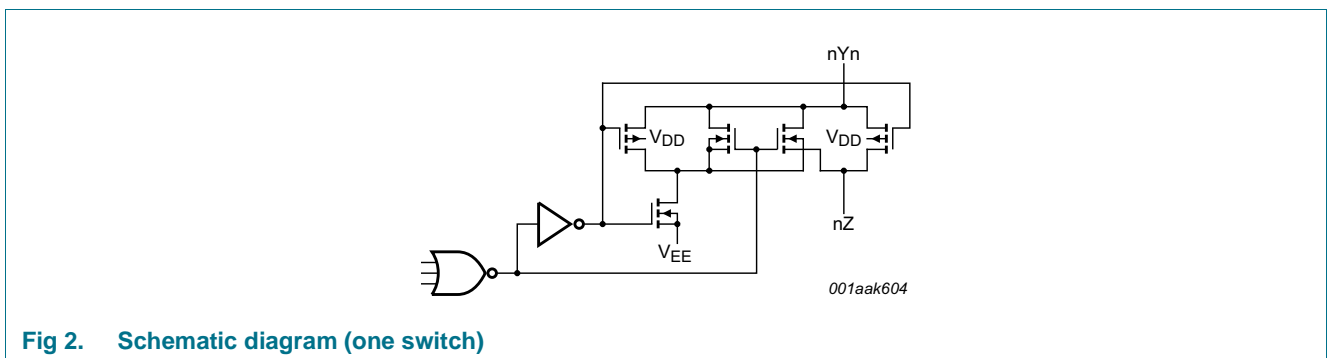 nYn
VDD
VDD
nZ
VEE
001aak604
Fig 2. Schematic diagram (one switch)